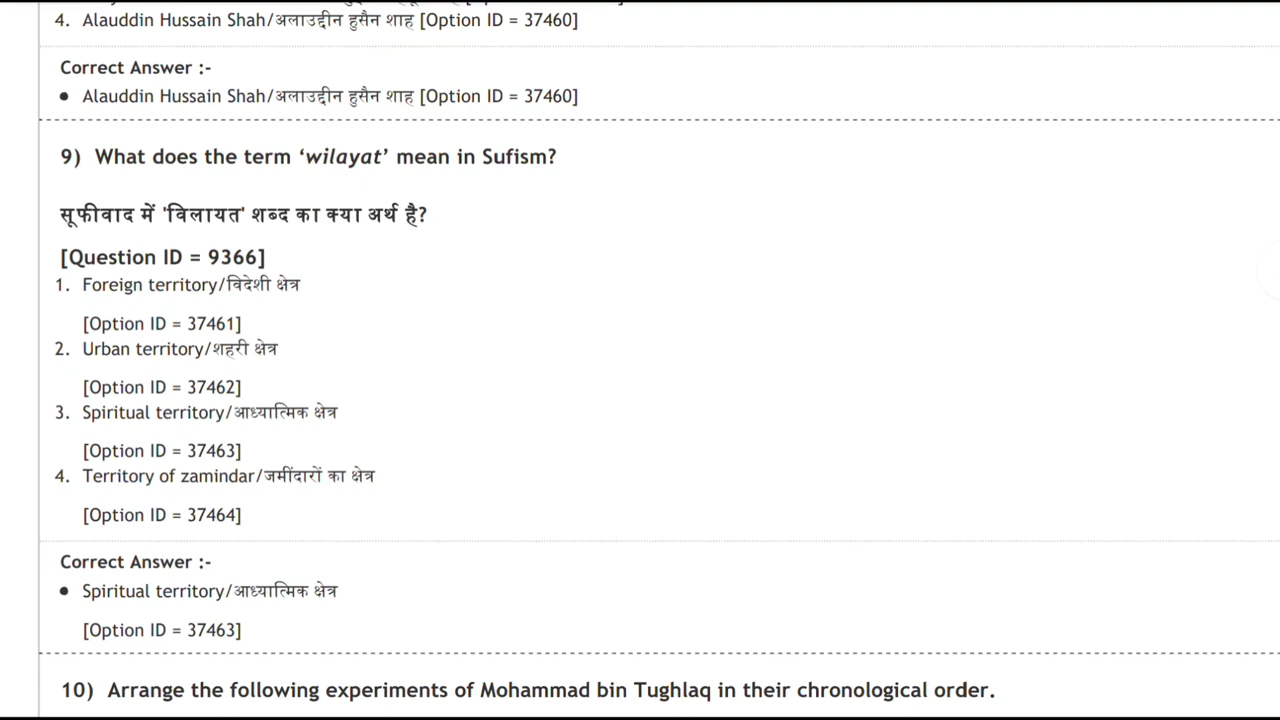 4. Alauddin Hussain Shah/अलाउद्दीन हुसैन शाह [Option ID = 37460]
Correct Answer :-
• Alauddin Hussain Shah/अलाउद्दीन हुसैन शाह [Option ID = 37460]
9) What does the term ‘wilayat’ mean in Sufism?
सूफीवाद में 'विलायत' शब्द का क्या अर्थ है?
[Question ID = 9366]
1. Foreign territory/विदेशी क्षेत्र
[Option ID = 37461]
2. Urban territory/शहरी क्षेत्र
[Option ID = 37462]
3. Spiritual territory/आध्यात्मिक क्षेत्र
[Option ID = 37463]
4. Territory of zamindar/जमींदारों का क्षेत्र
[Option ID = 37464]
Correct Answer :-
• Spiritual territory/आध्यात्मिक क्षेत्र
[Option ID = 37463]
10) Arrange the following experiments of Mohammad bin Tughlaq in their chronological order.